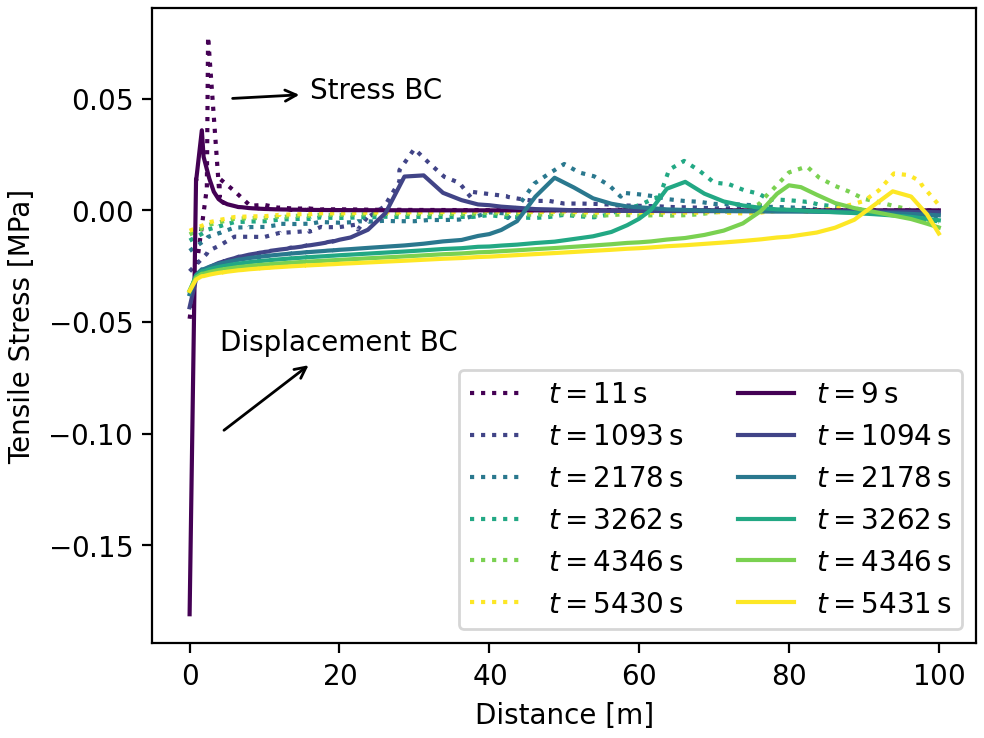 Tensile Stress [MPa]
0.05
0.00
−0.05
−0.10
−0.15
Stress BC
Displacement BC
t = 11 s
t = 1093 s
t = 2178 s
t = 3262 s
t = 4346 s
t = 5430 s
t = 9 s
t = 1094 s
t = 2178 s
t = 3262 s
t = 4346 s
t = 5431 s
0 20 40 60 80 100
Distance [m]